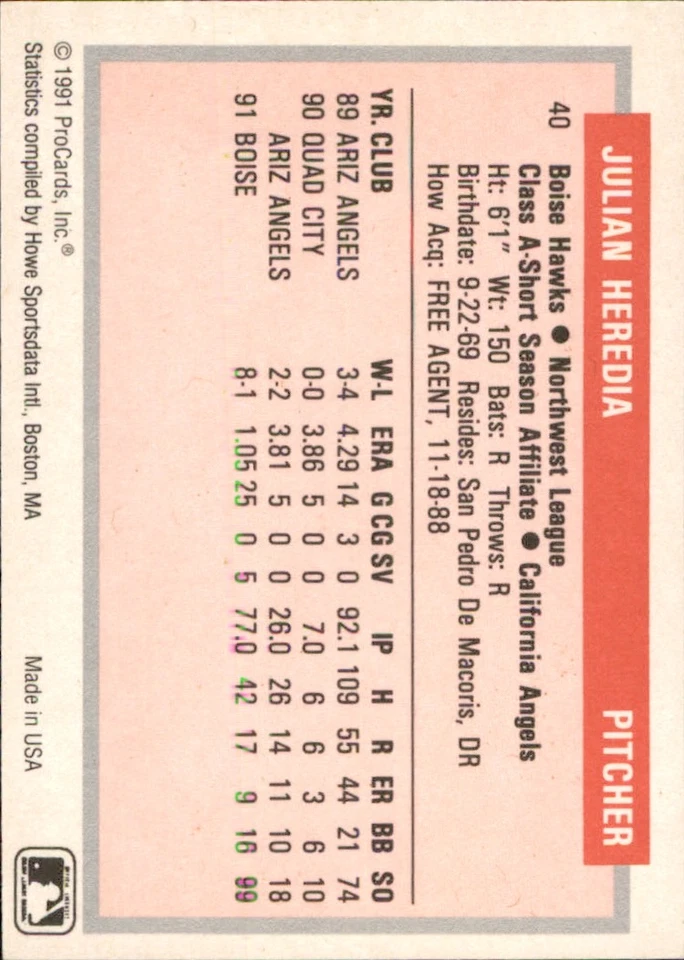 JULIAN HEREDIA PITCHER
40 Boise Hawks ● Northwest League
Class A-Short Season Affiliate ● California Angels
Ht: 6'1" Wt: 150 Bats: R Throws: R
Birthdate: 9-22-69 Resides: San Pedro De Macoris, DR
How Acq: FREE AGENT, 11-18-88
YR. CLUB W-L ERA G CG SV IP H R ER BB SO
89 ARIZ ANGELS 3-4 4.29 14 3 0 92.1 109 55 44 21 74
90 QUAD CITY 0-0 3.86 5 0 0 7.0 6 6 3 6 10
ARIZ ANGELS 2-2 3.81 5 0 0 26.0 26 14 11 10 18
91 BOISE 8-1 1.05 25 0 5 77.0 42 17 9 16 99
© 1991 ProCards, Inc.®
Statistics compiled by Howe Sportsdata Intl., Boston, MA Made in USA